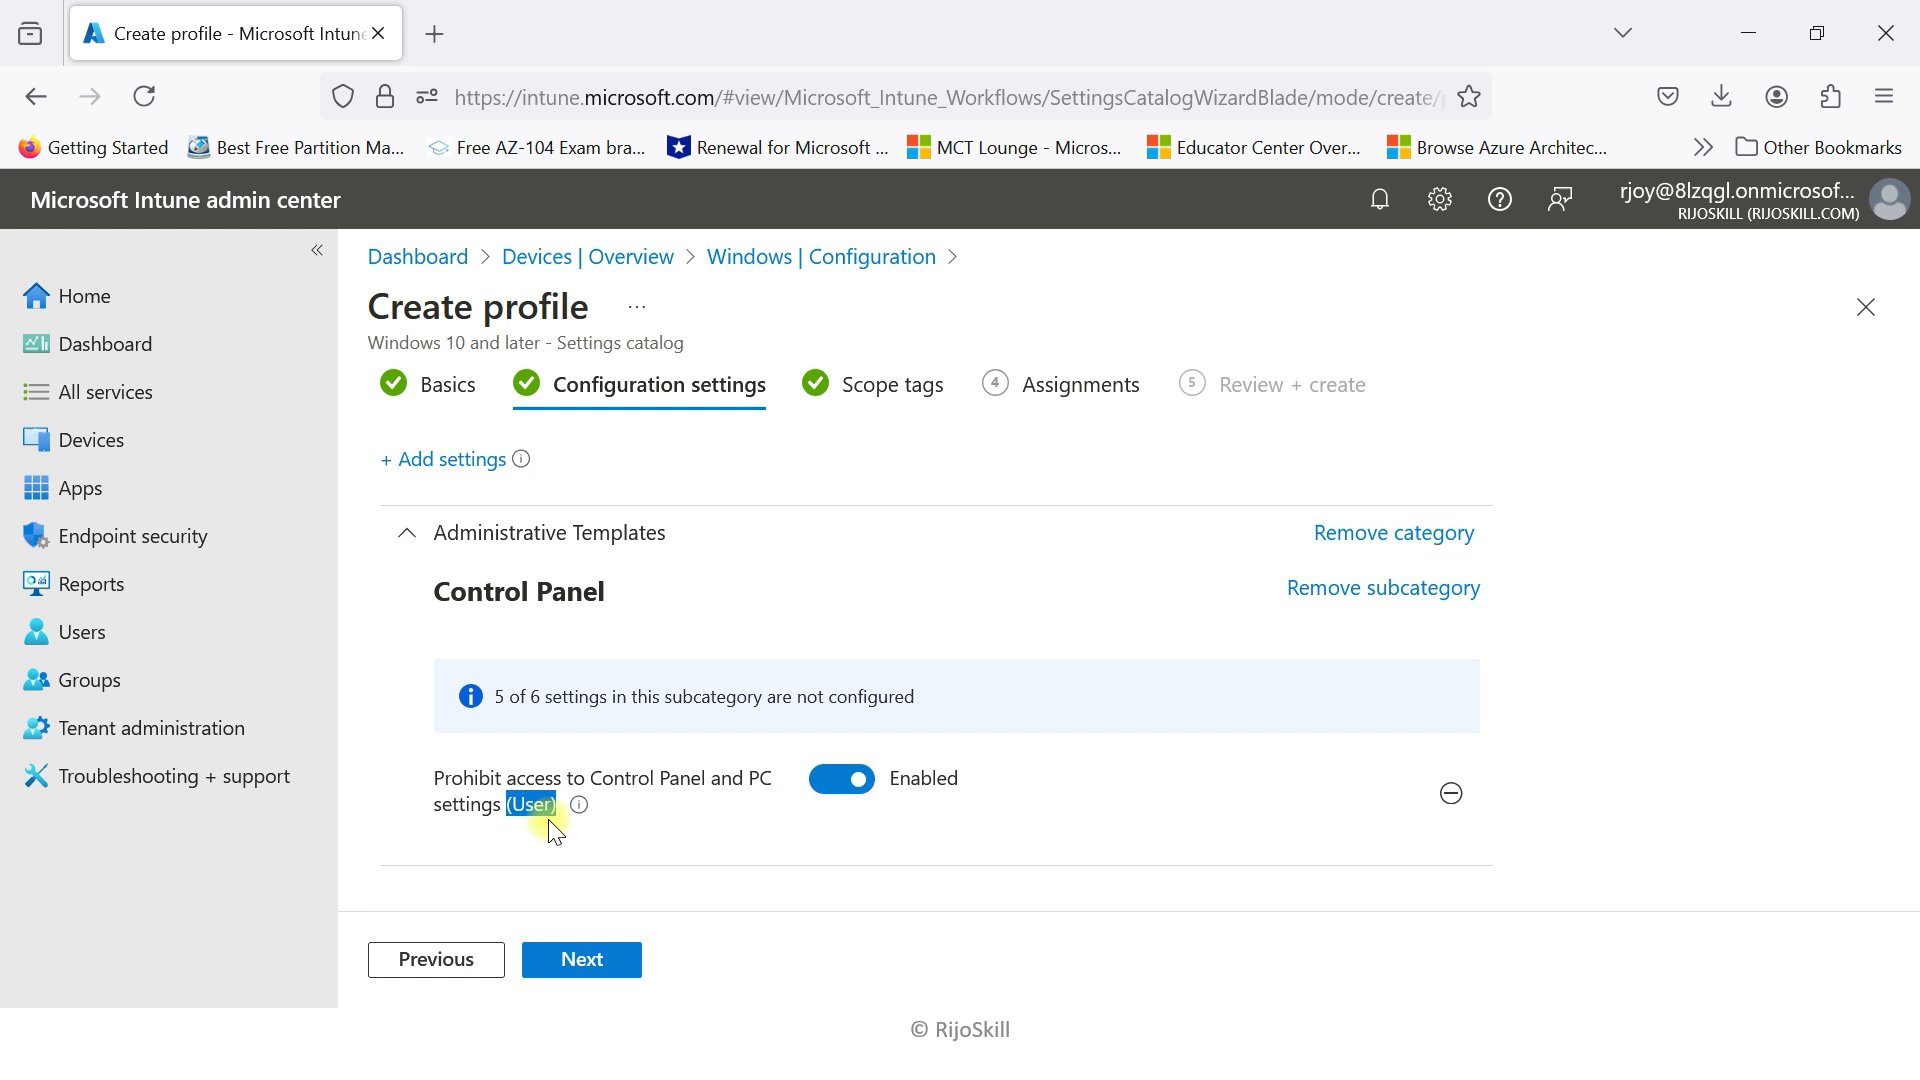 Create profile - Microsoft Intune
https://intune.microsoft.com/#view/Microsoft_Intune_Workflows/SettingsCatalogWizardBlade/mode/create/
Getting Started
Best Free Partition Ma...
Free AZ-104 Exam bra...
Renewal for Microsoft ...
MCT Lounge - Micros...
Educator Center Over...
Browse Azure Architec...
Other Bookmarks
Microsoft Intune admin center
rjoy@8lzqgl.onmicrosof...
RIJOSKILL (RIJOSKILL.COM)
Home
Dashboard
All services
Devices
Apps
Endpoint security
Reports
Users
Groups
Tenant administration
Troubleshooting + support
Dashboard > Devices | Overview > Windows | Configuration >
Create profile ...
Windows 10 and later - Settings catalog
Basics
Configuration settings
Scope tags
4 Assignments
5 Review + create
+ Add settings
Administrative Templates
Remove category
Control Panel
Remove subcategory
5 of 6 settings in this subcategory are not configured
Prohibit access to Control Panel and PC
settings (User)
Enabled
Previous
Next
© RijoSkill